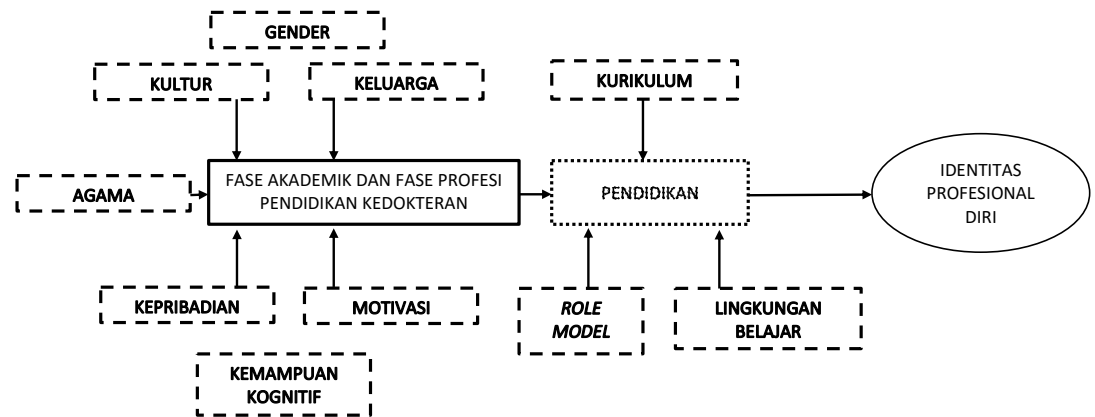 GENDER
KULTUR
KELUARGA
KURIKULUM
AGAMA
FASE AKADEMIK DAN FASE PROFESI
PENDIDIKAN KEDOKTERAN
PENDIDIKAN
IDENTITAS
PROFESIONAL
DIRI
KEPRIBADIAN
MOTIVASI
ROLE
MODEL
LINGKUNGAN
BELAJAR
KEMAMPUAN
KOGNITIF